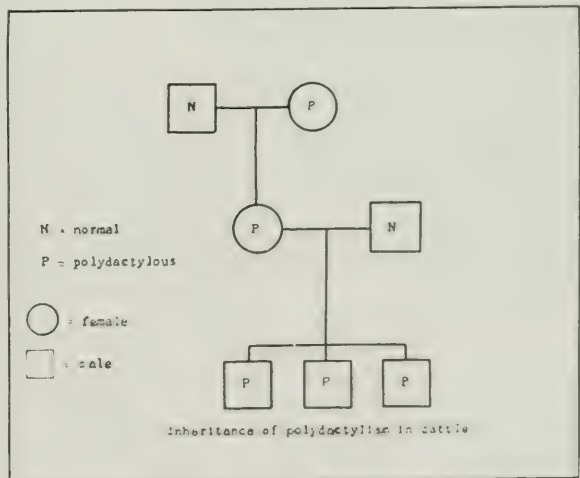 N P
P N
N = normal
P = polydactylous
= female
= male
P P P
Inheritance of polydactylism in cattle